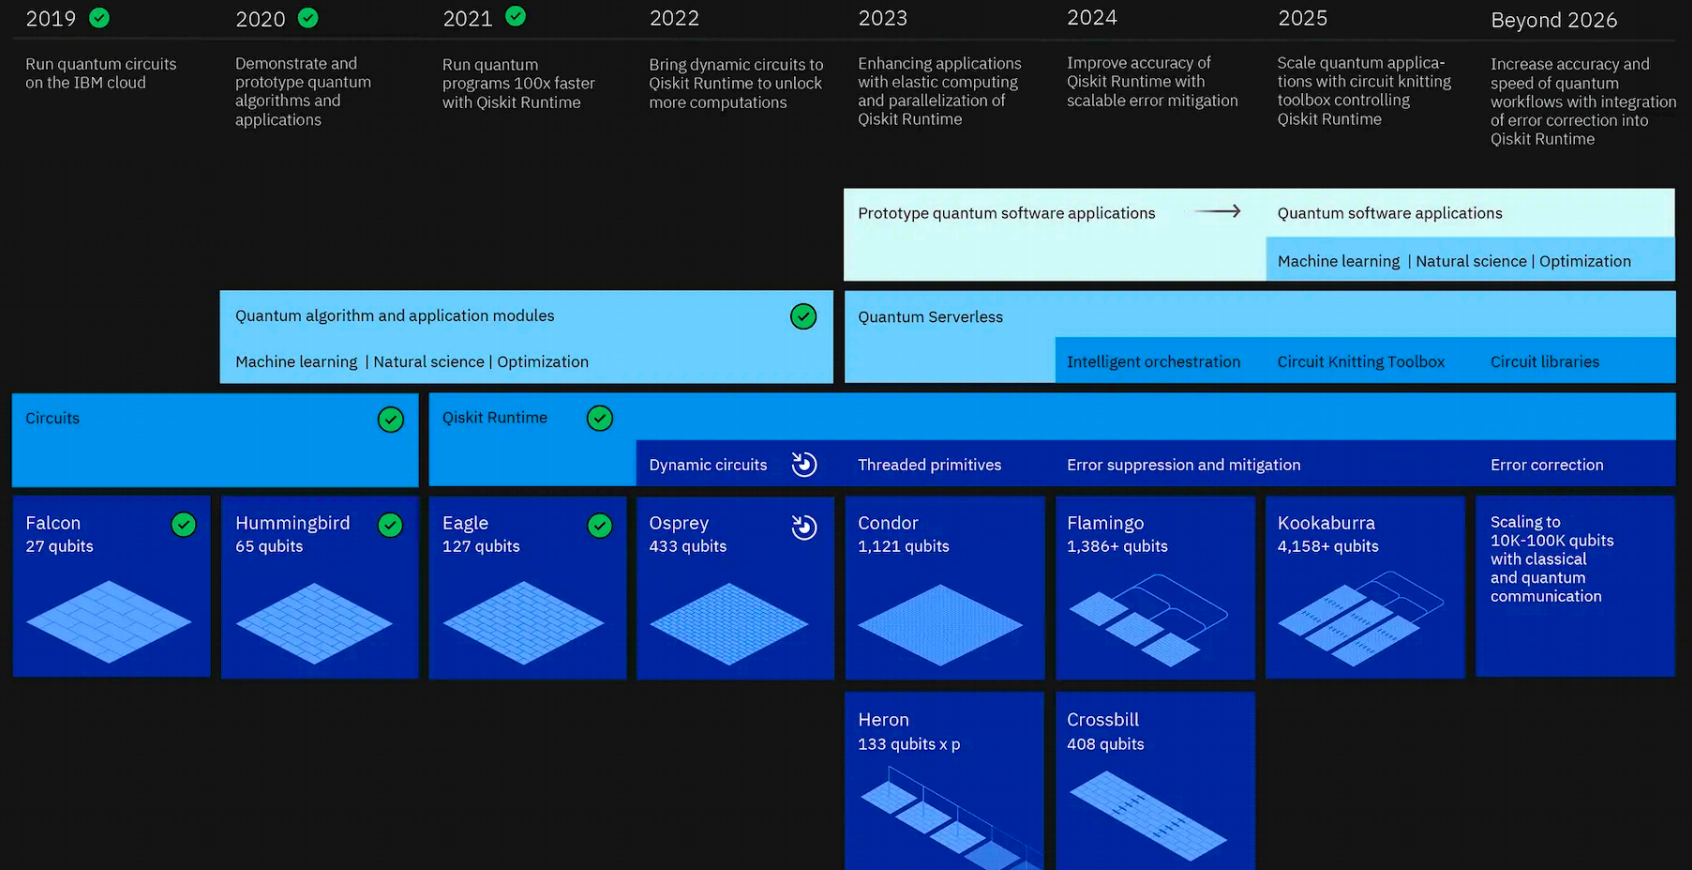 2019
2020
2021
2022
2023
2024
2025
Beyond 2026
Run quantum circuits
on the IBM cloud
Demonstrate and
prototype quantum
algorithms and
applications
Run quantum
programs 100x faster
with Qiskit Runtime
Bring dynamic circuits to
Qiskit Runtime to unlock
more computations
Enhancing applications
with elastic computing
and parallelization of
Qiskit Runtime
Improve accuracy of
Qiskit Runtime with
scalable error mitigation
Scale quantum applica-
tions with circuit knitting
toolbox controlling
Qiskit Runtime
Increase accuracy and
speed of quantum
workflows with integration
of error correction into
Qiskit Runtime
Prototype quantum software applications
Quantum software applications
Machine learning | Natural science | Optimization
Quantum algorithm and application modules
Machine learning | Natural science | Optimization
Quantum Serverless
Intelligent orchestration
Circuit Knitting Toolbox
Circuit libraries
Circuits
Qiskit Runtime
Dynamic circuits
Threaded primitives
Error suppression and mitigation
Error correction
Falcon
27 qubits
Hummingbird
65 qubits
Eagle
127 qubits
Osprey
433 qubits
Condor
1,121 qubits
Flamingo
1,386+ qubits
Kookaburra
4,158+ qubits
Scaling to
10K-100K qubits
with classical
and quantum
communication
Heron
133 qubits x p
Crossbill
408 qubits